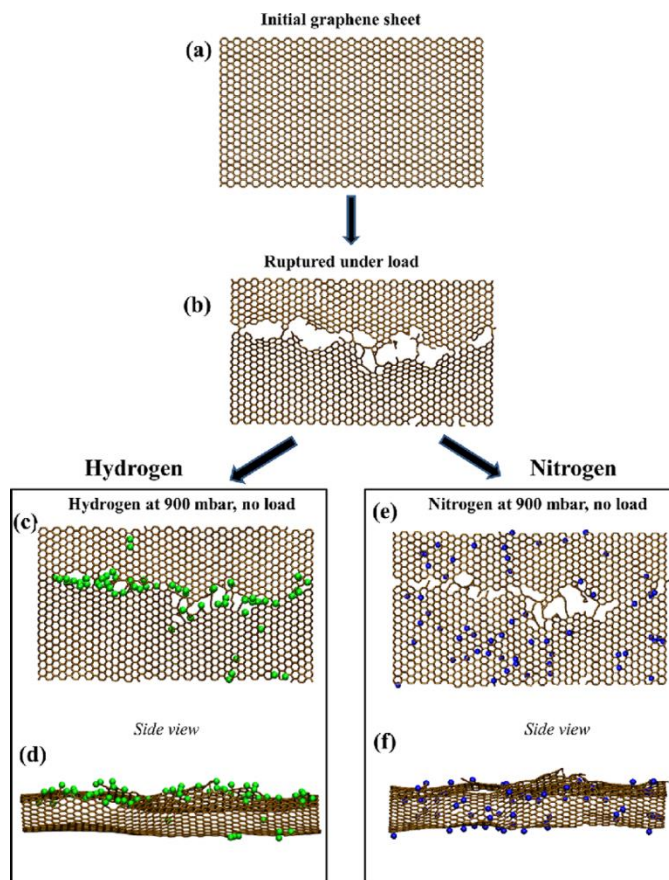 Initial graphene sheet
(a)
Ruptured under load
(b)
Hydrogen
Nitrogen
Hydrogen at 900 mbar, no load
(c)
Nitrogen at 900 mbar, no load
(e)
Side view
(d)
Side view
(f)